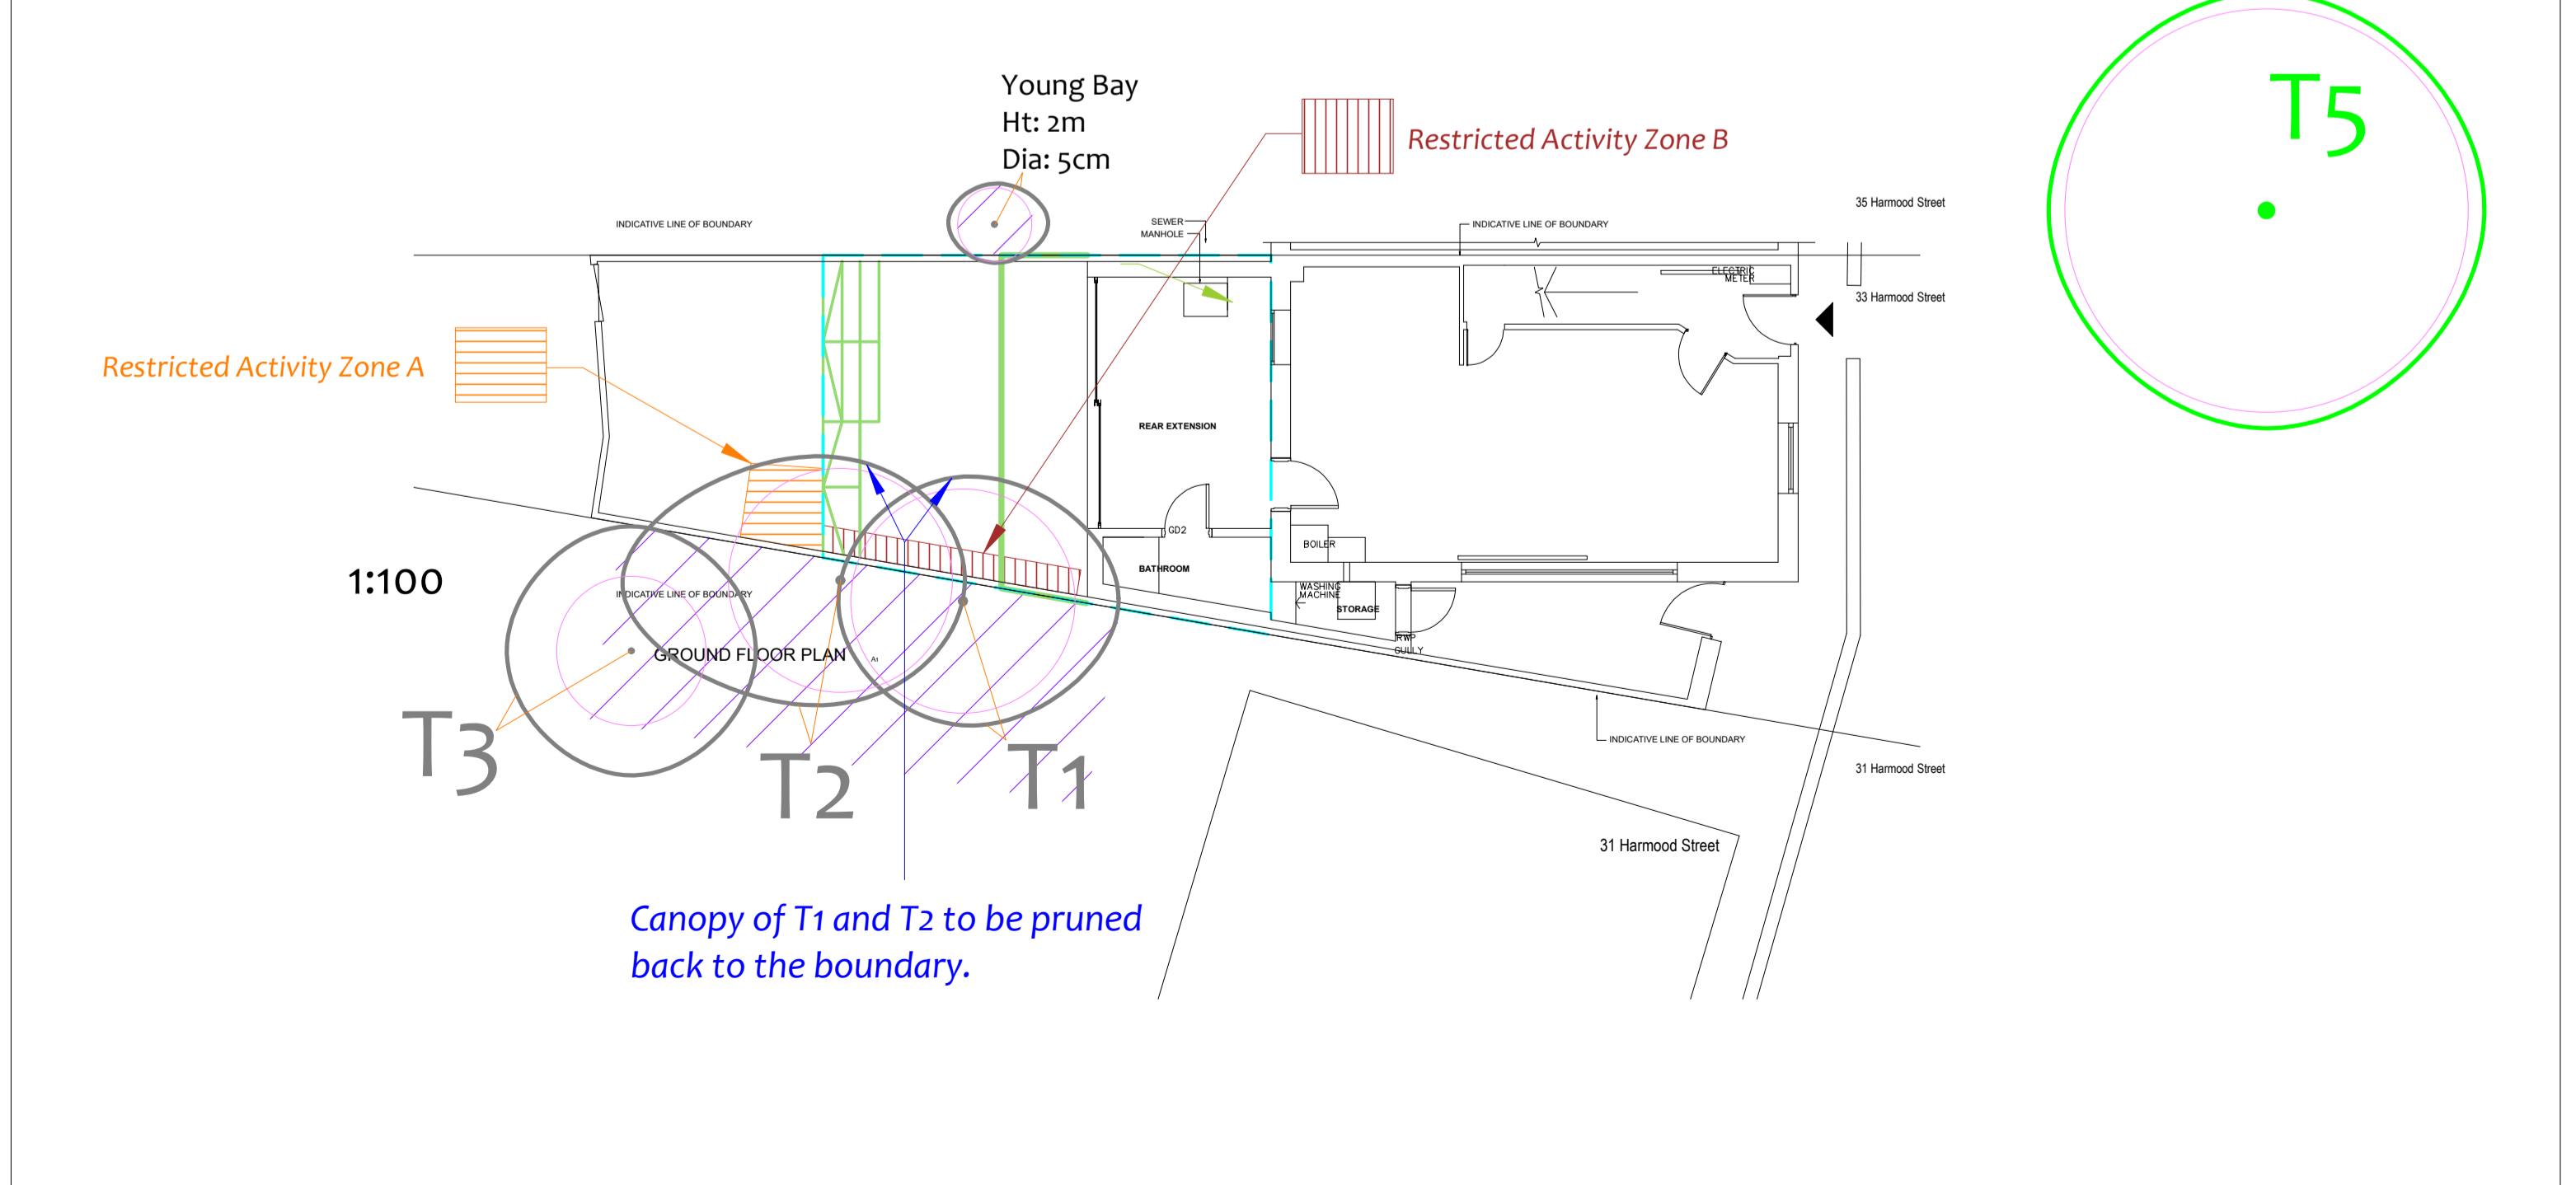 Young Bay
Ht: 2m
Dia: 5cm
T5
Restricted Activity Zone B
35 Harmood Street
INDICATIVE LINE OF BOUNDARY
SEWER
MANHOLE
INDICATIVE LINE OF BOUNDARY
ELECTRIC
METER
33 Harmood Street
Restricted Activity Zone A
REAR EXTENSION
GD2
BOILER
BATHROOM
1:100
INDICATIVE LINE OF BOUNDARY
WASHING
MACHINE
STORAGE
RWP
GULLY
GROUND FLOOR PLAN
A1
T3
T2
T1
INDICATIVE LINE OF BOUNDARY
31 Harmood Street
31 Harmood Street
Canopy of T1 and T2 to be pruned
back to the boundary.